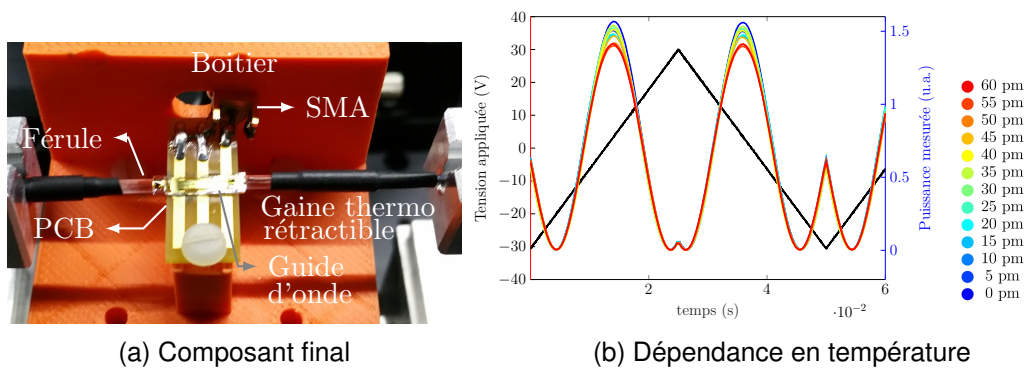 Boitier
SMA
Férule
PCB
Gaine thermo
rétractible
Guide
d'onde
(a) Composant final
40
30
20
10
0
−10
−20
−30
−40
Tension appliquée (V)
2
4
6
temps (s)
·10−2
1.5
1
0.5
0
Puissance mesurée (u.a.)
60 pm
55 pm
50 pm
45 pm
40 pm
35 pm
30 pm
25 pm
20 pm
15 pm
10 pm
5 pm
0 pm
(b) Dépendance en température